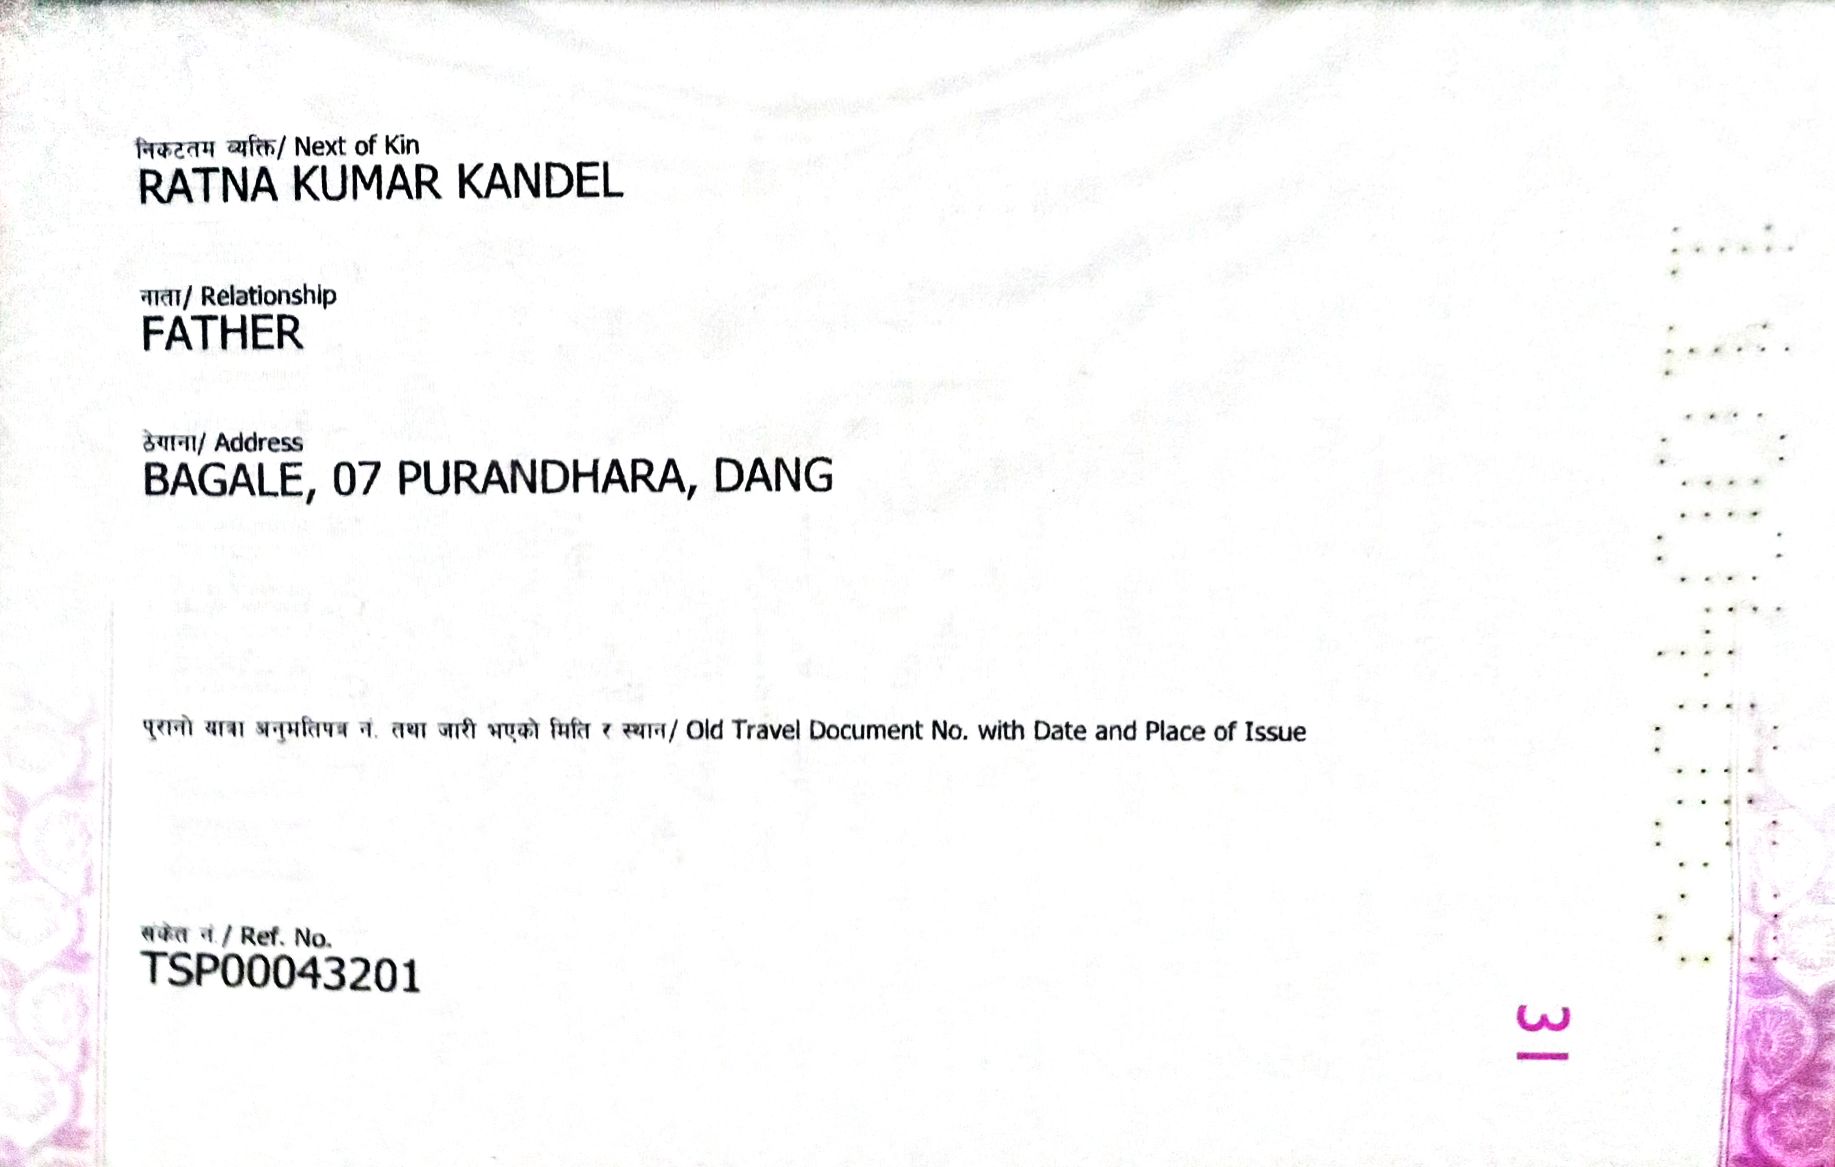 निकटतम व्यक्ति/ Next of Kin
RATNA KUMAR KANDEL
नाता/ Relationship
FATHER
ठेगाना/ Address
BAGALE, 07 PURANDHARA, DANG
पुरानो यात्रा अनुमतिपत्र नं. तथा जारी भएको मिति र स्थान/ Old Travel Document No. with Date and Place of Issue
संकेत नं./ Ref. No.
TSP00043201
31